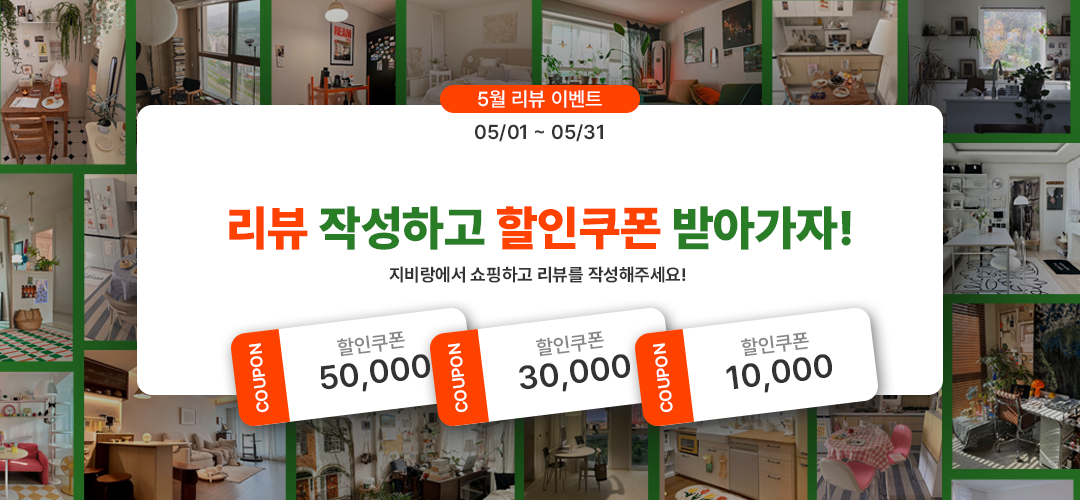 5월 리뷰 이벤트
05/01 ~ 05/31
리뷰 작성하고 할인쿠폰 받아가자!
지비랑에서 쇼핑하고 리뷰를 작성해주세요!
COUPON
할인쿠폰
50,000
COUPON
할인쿠폰
30,000
COUPON
할인쿠폰
10,000